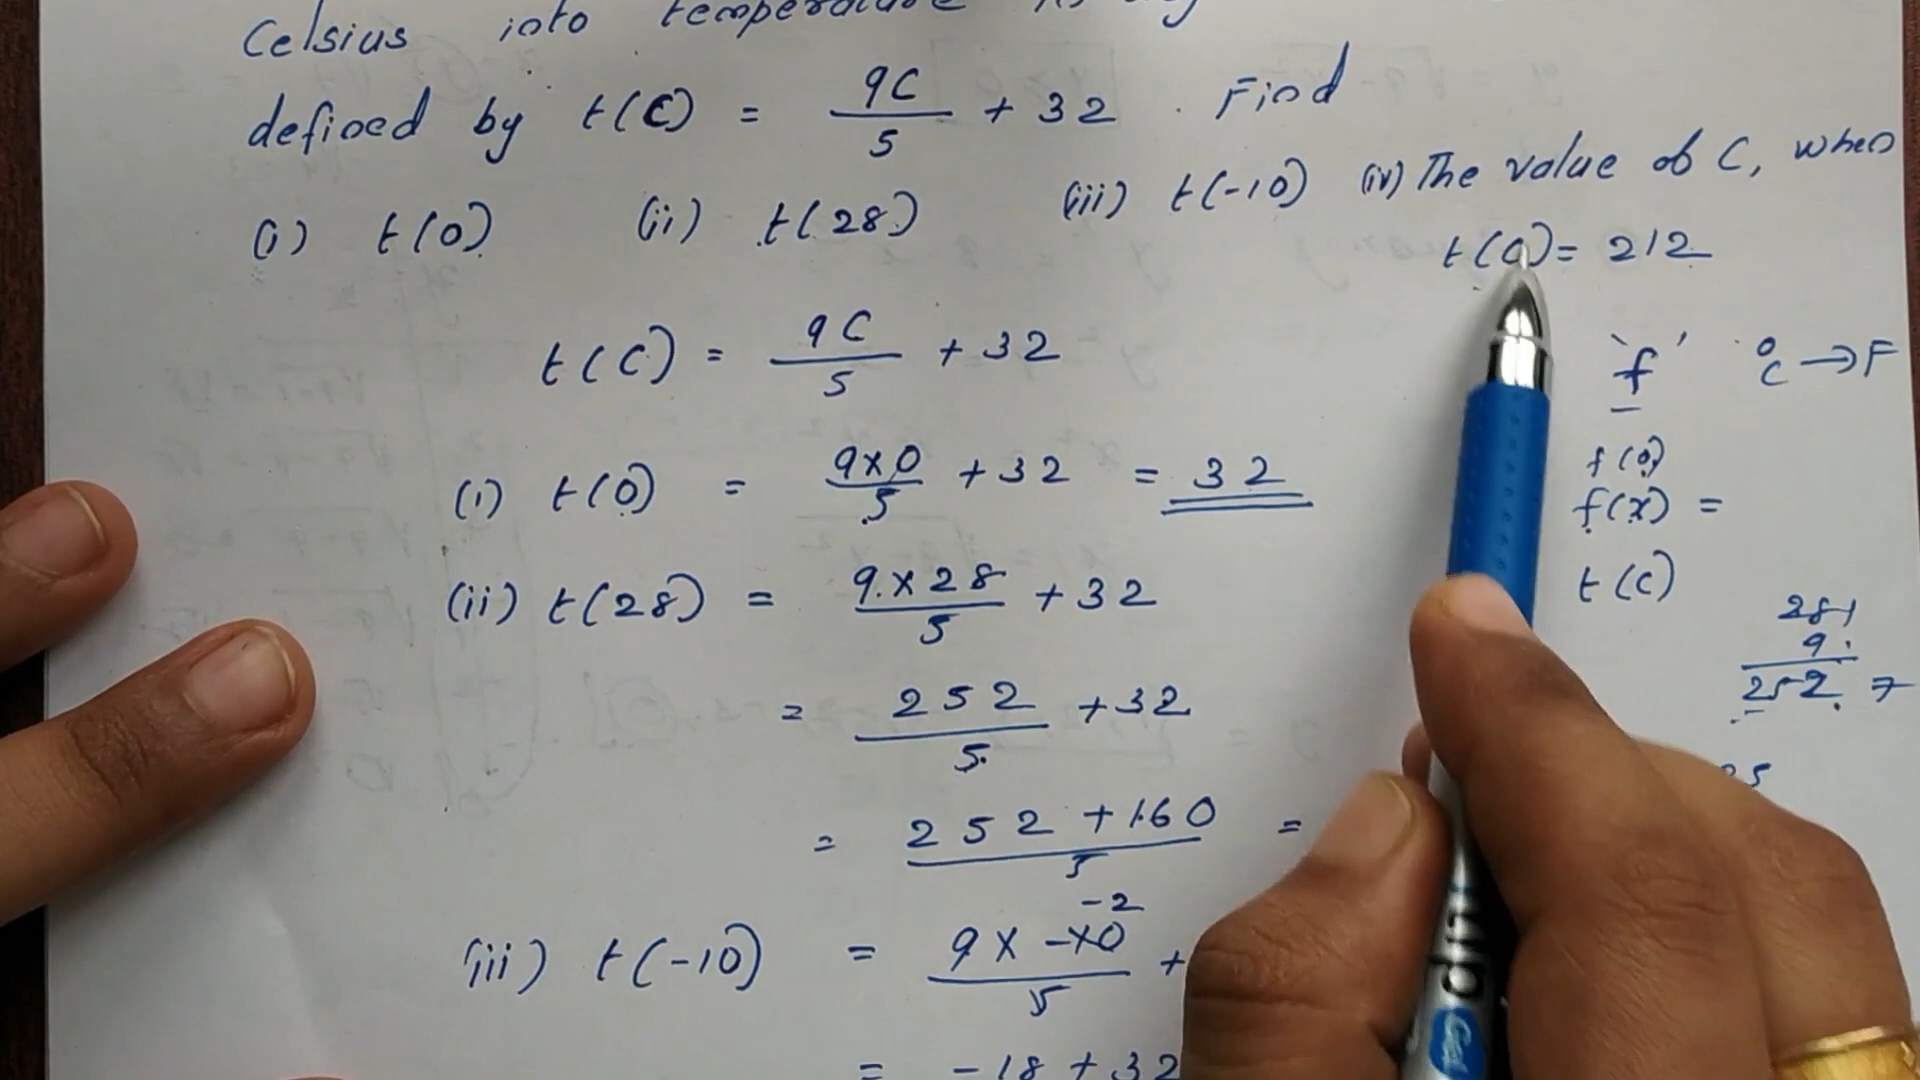 Celsius into temperature
defined by t(C) = 9C/5 + 32 . Find
(i) t(0) (ii) t(28) (iii) t(-10) (iv) The value of C, when
t(C) = 212
t(C) = 9C/5 + 32
'f' °C → F
(i) t(0) = 9×0/5 + 32 = 32
f(0)
f(x) =
(ii) t(28) = 9×28/5 + 32
t(C)
28
9
252
= 252/5 + 32
= 252 + 160/5 =
-2
(iii) t(-10) = 9 × -10/5 +
= -18 + 32